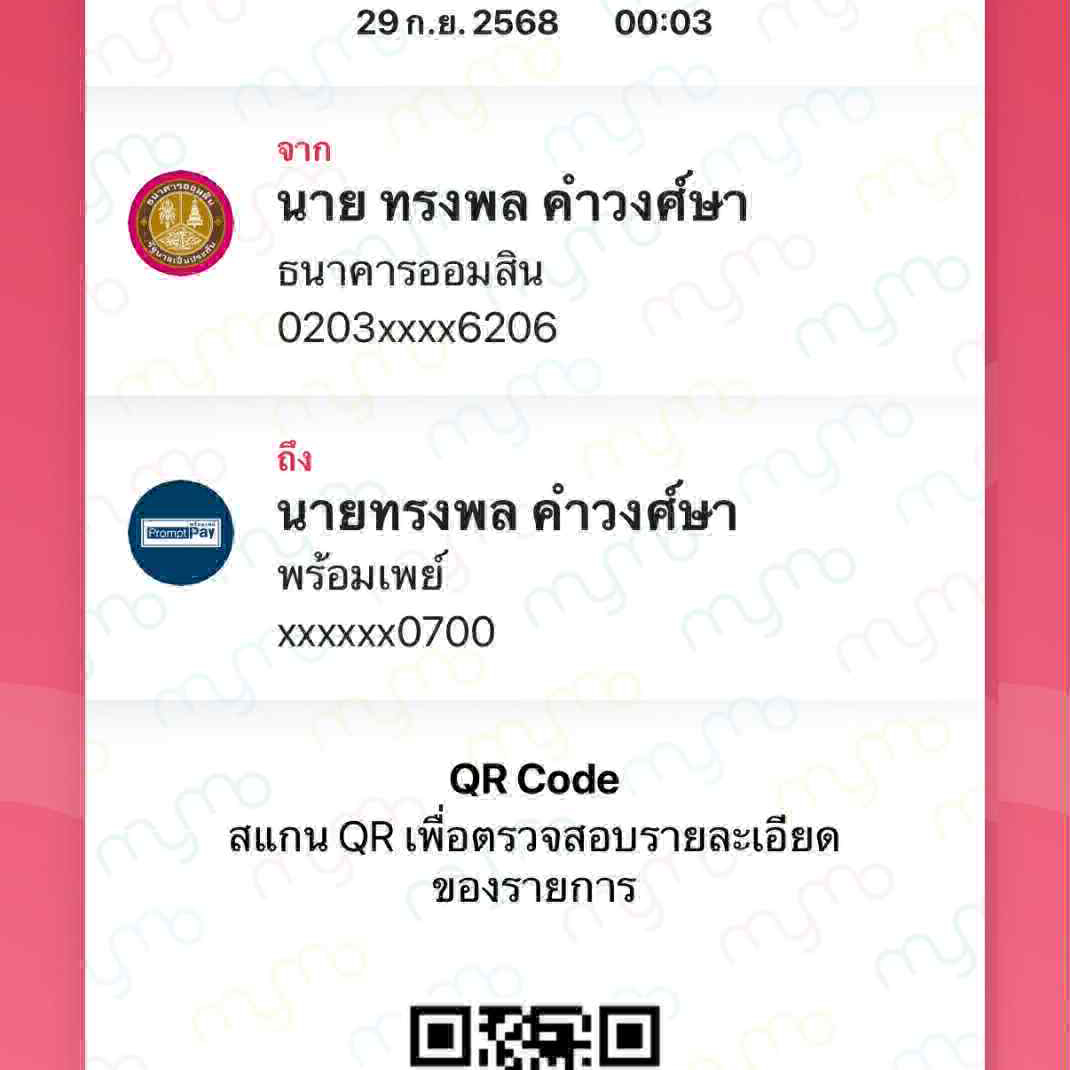 29 ก.ย. 2568 00:03
จาก
นาย ทรงพล คำวงศ์ษา
ธนาคารออมสิน
0203xxxx6206
ถึง
นายทรงพล คำวงศ์ษา
PromptPay
พร้อมเพย์
xxxxxx0700
QR Code
สแกน QR เพื่อตรวจสอบรายละเอียด
ของรายการ